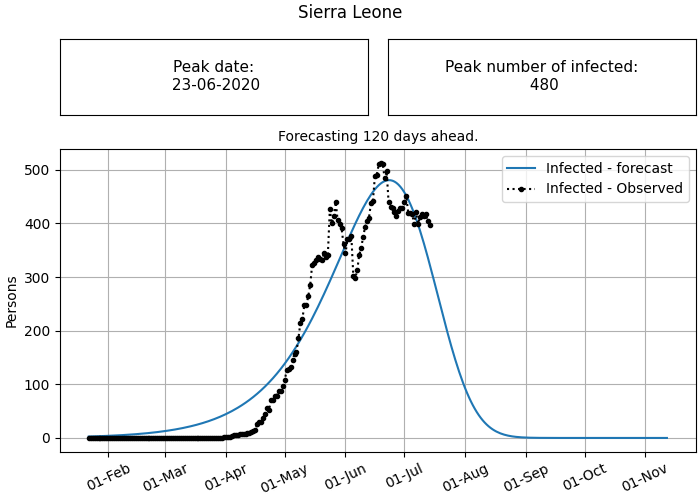 Sierra Leone
Peak date:
23-06-2020
Peak number of infected:
480
Forecasting 120 days ahead.
Infected - forecast
Infected - Observed
Persons
500
400
300
200
100
0
01-Feb
01-Mar
01-Apr
01-May
01-Jun
01-Jul
01-Aug
01-Sep
01-Oct
01-Nov